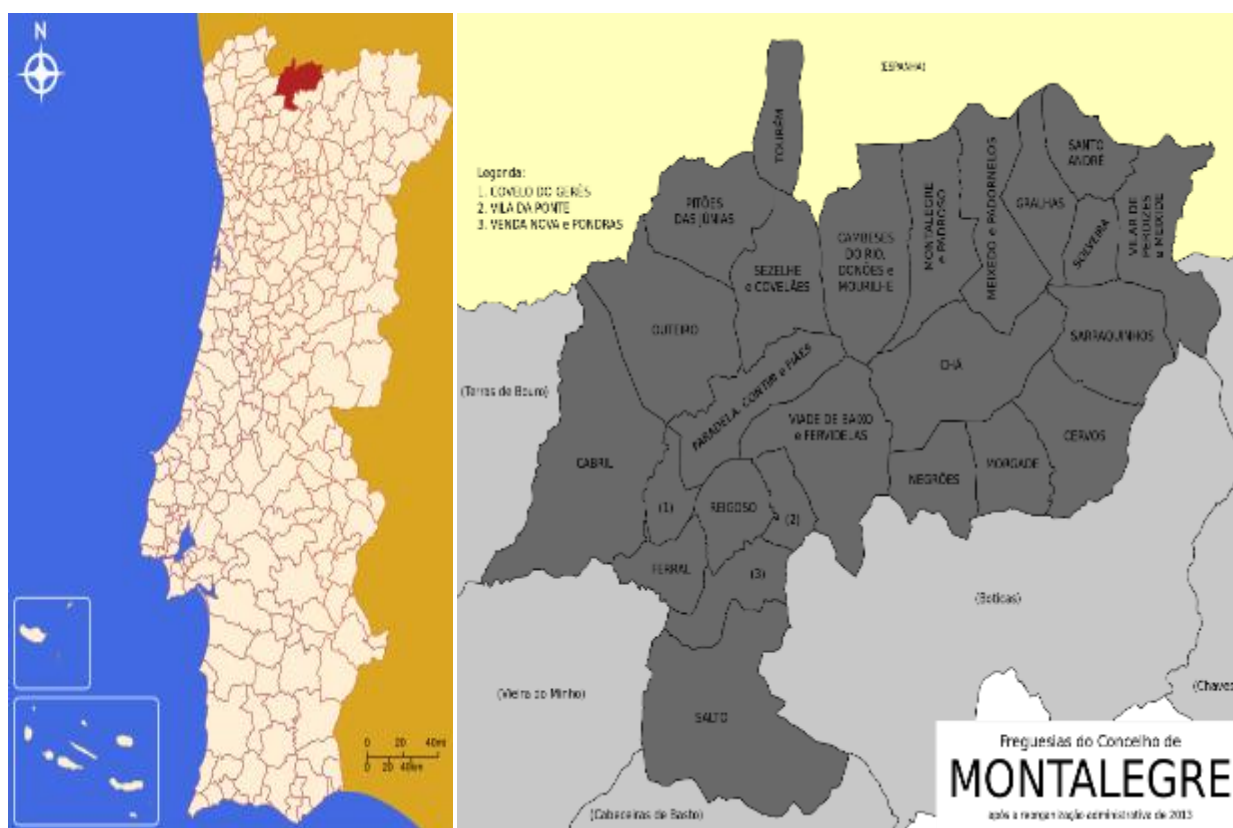 N
0 20 40mi
0 20 40km
(ESPANHA)
Legenda:
1. COVELO DO GERÊS
2. VILA DA PONTE
3. VENDA NOVA e PONDRAS
TOURÉM
PITÕES
DAS JÚNIAS
SEZELHE
e COVELÃES
CAMBESES
DO RIO,
DONÕES e
MOURILHE
MONTALEGRE
e PADROSO
MEIXEDO e PADORNELOS
GRALHAS
SANTO
ANDRÉ
SOLVEIRA
VILAR DE
PERDIZES
e MEIXIDE
OUTEIRO
PARADELA, CONTIM e FIÃES
CHÃ
SARRAQUINHOS
(Terras de Bouro)
VIADE DE BAIXO
e FERVIDELAS
CABRIL
CERVOS
MORGADE
NEGRÕES
(1)
REIGOSO
(2)
FERRAL
(3)
(Boticas)
(Vieira do Minho)
(Chaves
SALTO
(Cabeceiras de Basto)
Freguesias do Concelho de
MONTALEGRE
após a reorganização administrativa de 2013